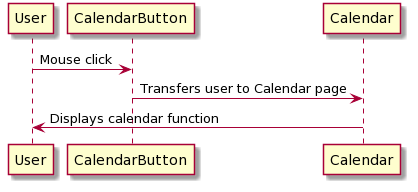 User CalendarButton Calendar
Mouse click
Transfers user to Calendar page
Displays calendar function
User CalendarButton Calendar